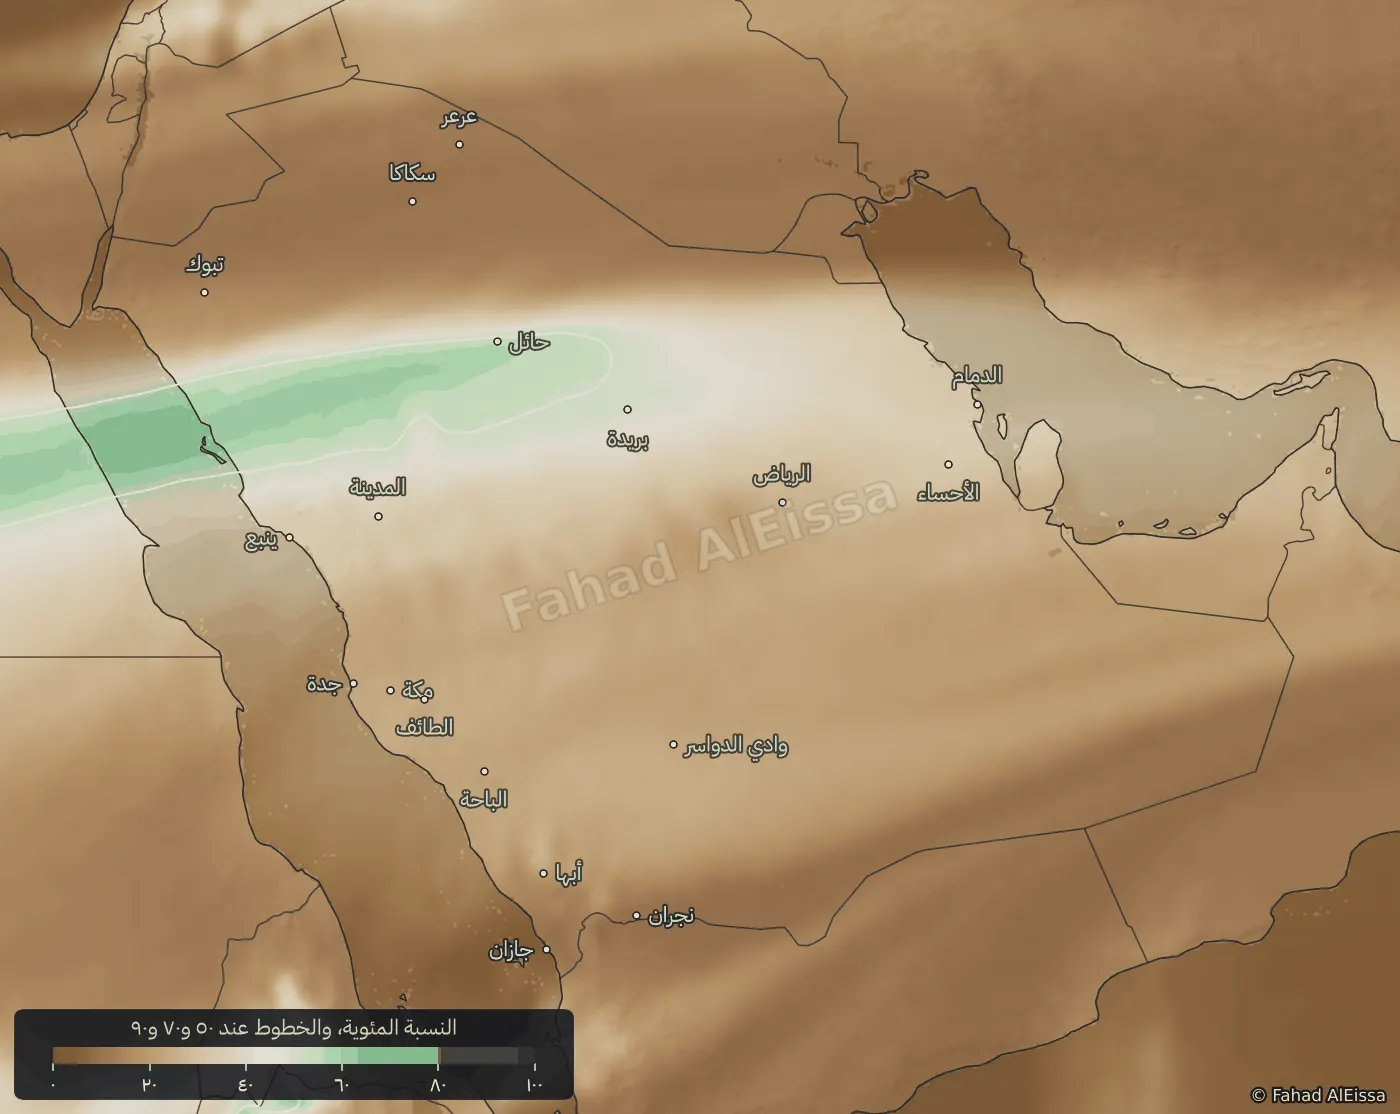 عرعر
سكاكا
تبوك
حائل
الدمام
بريدة
الرياض
الأحساء
المدينة
ينبع
Fahad AlEissa
جدة
مكة
الطائف
وادي الدواسر
الباحة
أبها
نجران
جازان
النسبة المئوية، والخطوط عند ٥٠ و٧٠ و٩٠
٠ ٢٠ ٤٠ ٦٠ ٨٠ ١٠٠
© Fahad AlEissa